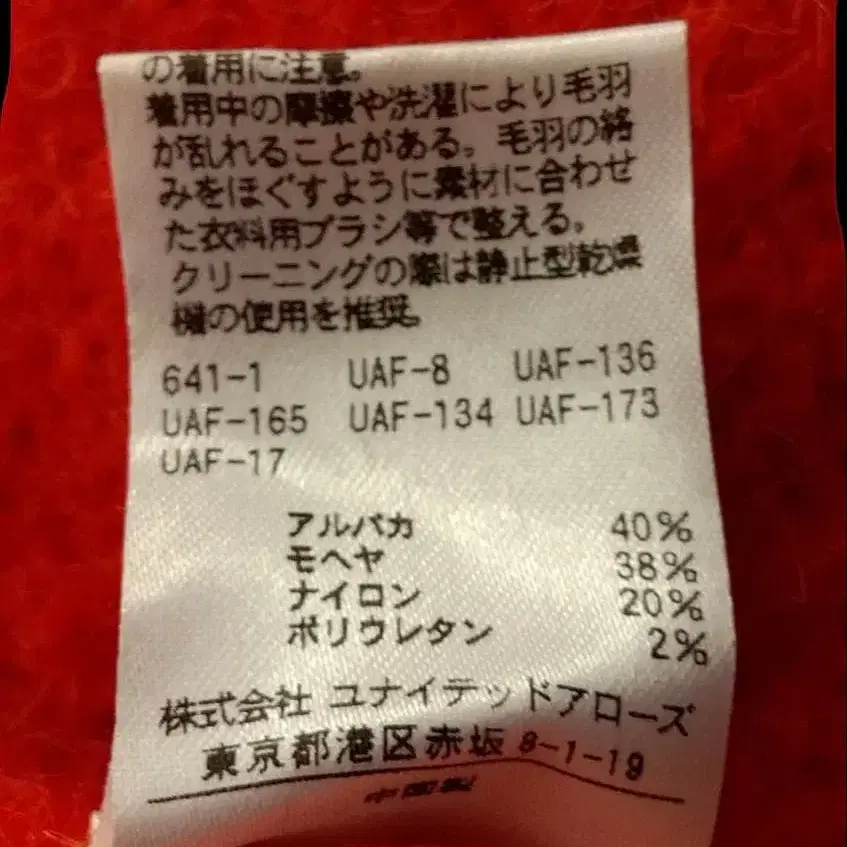 の着用に注意。
着用中の摩擦や洗濯により毛羽
が乱れることがある。毛羽の絡
みをほぐすように素材に合わせ
た衣料用ブラシ等で整える。
クリーニングの際は静止型乾燥
機の使用を推奨。
641-1 UAF-8 UAF-136
UAF-165 UAF-134 UAF-173
UAF-17
アルパカ 40%
モヘヤ 38%
ナイロン 20%
ポリウレタン 2%
株式会社 ユナイテッドアローズ
東京都港区赤坂 8-1-19
中国製